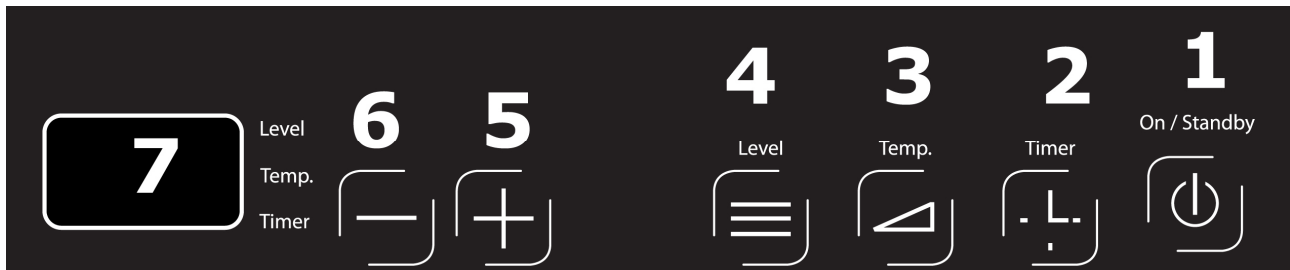 7
Level
Temp.
Timer
6
5
4
Level
3
Temp.
2
Timer
1
On / Standby